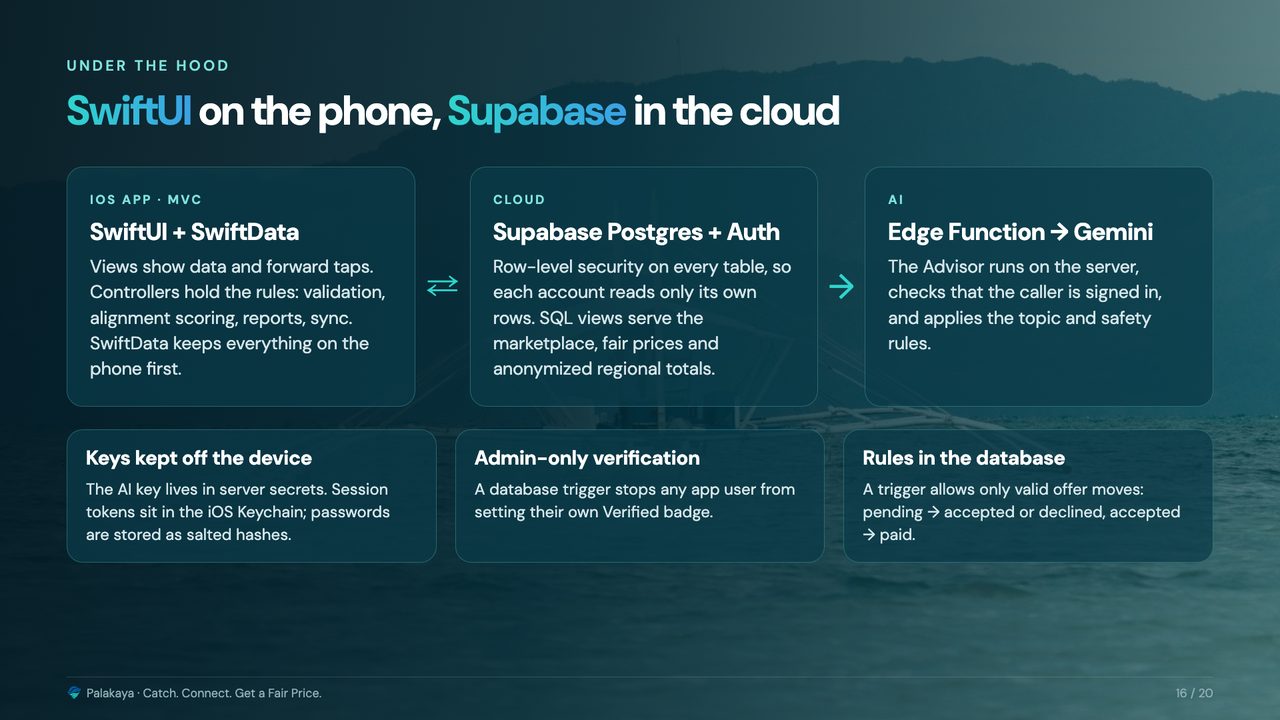 UNDER THE HOOD
SwiftUI on the phone, Supabase in the cloud
IOS APP · MVC
SwiftUI + SwiftData
Views show data and forward taps.
Controllers hold the rules: validation,
alignment scoring, reports, sync.
SwiftData keeps everything on the
phone first.
⇄
CLOUD
Supabase Postgres + Auth
Row-level security on every table, so
each account reads only its own
rows. SQL views serve the
marketplace, fair prices and
anonymized regional totals.
→
AI
Edge Function → Gemini
The Advisor runs on the server,
checks that the caller is signed in,
and applies the topic and safety
rules.
Keys kept off the device
The AI key lives in server secrets. Session
tokens sit in the iOS Keychain; passwords
are stored as salted hashes.
Admin-only verification
A database trigger stops any app user from
setting their own Verified badge.
Rules in the database
A trigger allows only valid offer moves:
pending → accepted or declined, accepted
→ paid.
Palakaya · Catch. Connect. Get a Fair Price.
16 / 20